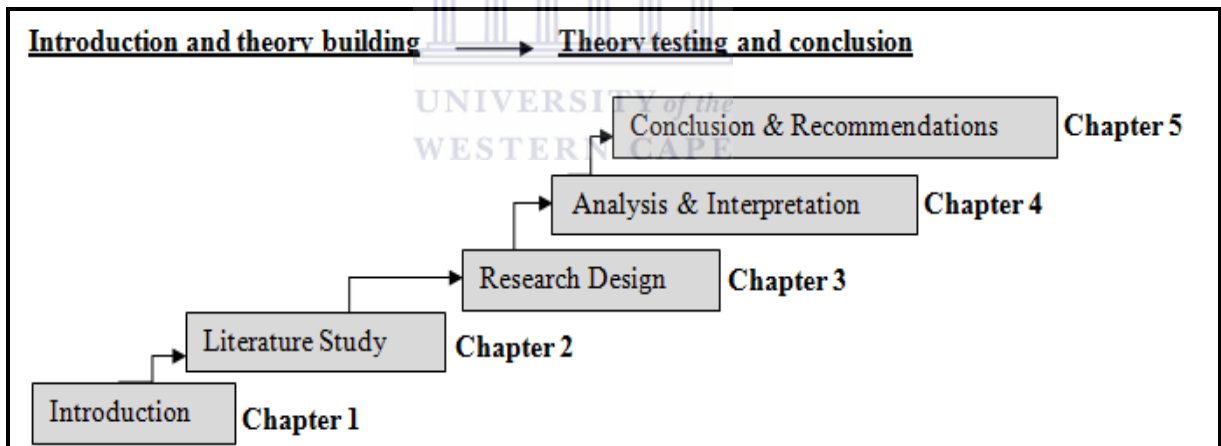 Introduction and theory building Theory testing and conclusion
UNIVERSITY of the
WESTERN CAPE
Conclusion & Recommendations Chapter 5
Analysis & Interpretation Chapter 4
Research Design Chapter 3
Literature Study Chapter 2
Introduction Chapter 1